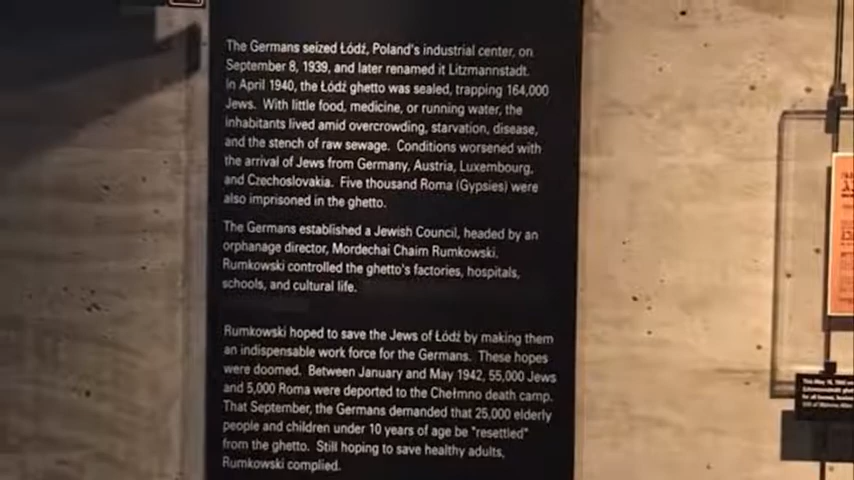 The Germans seized Łódź, Poland's industrial center, on
September 8, 1939, and later renamed it Litzmannstadt.
In April 1940, the Łódź ghetto was sealed, trapping 164,000
Jews. With little food, medicine, or running water, the
inhabitants lived amid overcrowding, starvation, disease,
and the stench of raw sewage. Conditions worsened with
the arrival of Jews from Germany, Austria, Luxembourg,
and Czechoslovakia. Five thousand Roma (Gypsies) were
also imprisoned in the ghetto.
The Germans established a Jewish Council, headed by an
orphanage director, Mordechai Chaim Rumkowski.
Rumkowski controlled the ghetto's factories, hospitals,
schools, and cultural life.
Rumkowski hoped to save the Jews of Łódź by making them
an indispensable work force for the Germans. These hopes
were doomed. Between January and May 1942, 55,000 Jews
and 5,000 Roma were deported to the Chełmno death camp.
That September, the Germans demanded that 25,000 elderly
people and children under 10 years of age be "resettled"
from the ghetto. Still hoping to save healthy adults,
Rumkowski complied.